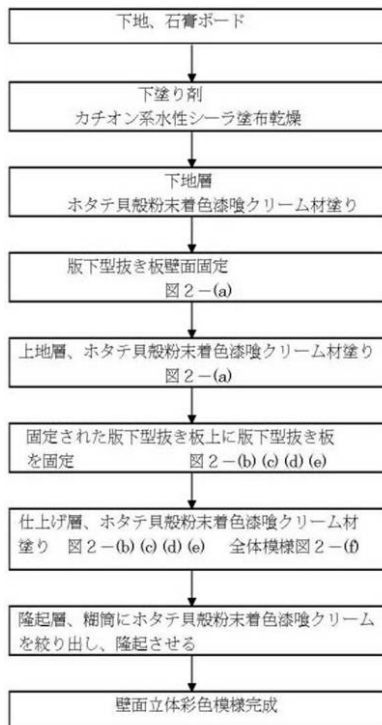 下地、石膏ボード
下塗り剤
カチオン系水性シーラ塗布乾燥
下地層
ホタテ貝殻粉末着色漆喰クリーム材塗り
版下型抜き板壁面固定
図2－(a)
上地層、ホタテ貝殻粉末着色漆喰クリーム材塗り
図2－(a)
固定された版下型抜き板上に版下型抜き板
を固定 図2－(b) (c) (d) (e)
仕上げ層、ホタテ貝殻粉末着色漆喰クリーム材
塗り 図2－(b) (c) (d) (e) 全体模様図2－(f)
隆起層、糊筒にホタテ貝殻粉末着色漆喰クリーム
を絞り出し、隆起させる
壁面立体彩色模様完成